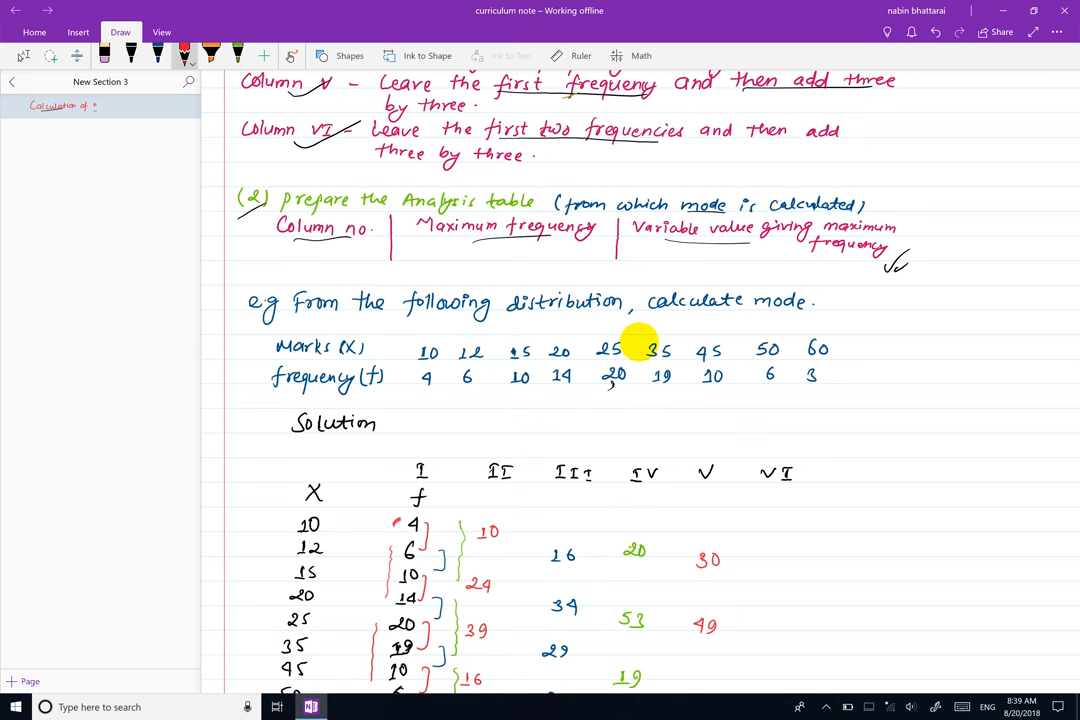 curriculum note – Working offline
nabin bhattarai
Home Insert Draw View
Share
Shapes Ink to Shape Ink to Text Ruler Math
New Section 3
Calculation of
Column V – Leave the first frequency and then add three
by three.
Column VI – Leave the first two frequencies and then add
three by three.
(2) Prepare the Analysis table (from which mode is calculated)
Column no. Maximum frequency Variable value giving maximum
frequency
e.g From the following distribution, calculate mode.
Marks (X) 10 12 15 20 25 35 45 50 60
frequency (f) 4 6 10 14 20 19 10 6 3
Solution
I II III IV V VI
X f
10 4 10
12 6 16 20 30
15 10 24
20 14 34
25 20 39 53 49
35 19 29
45 10 16 19
Page
Type here to search
ENG
8:39 AM
8/20/2018